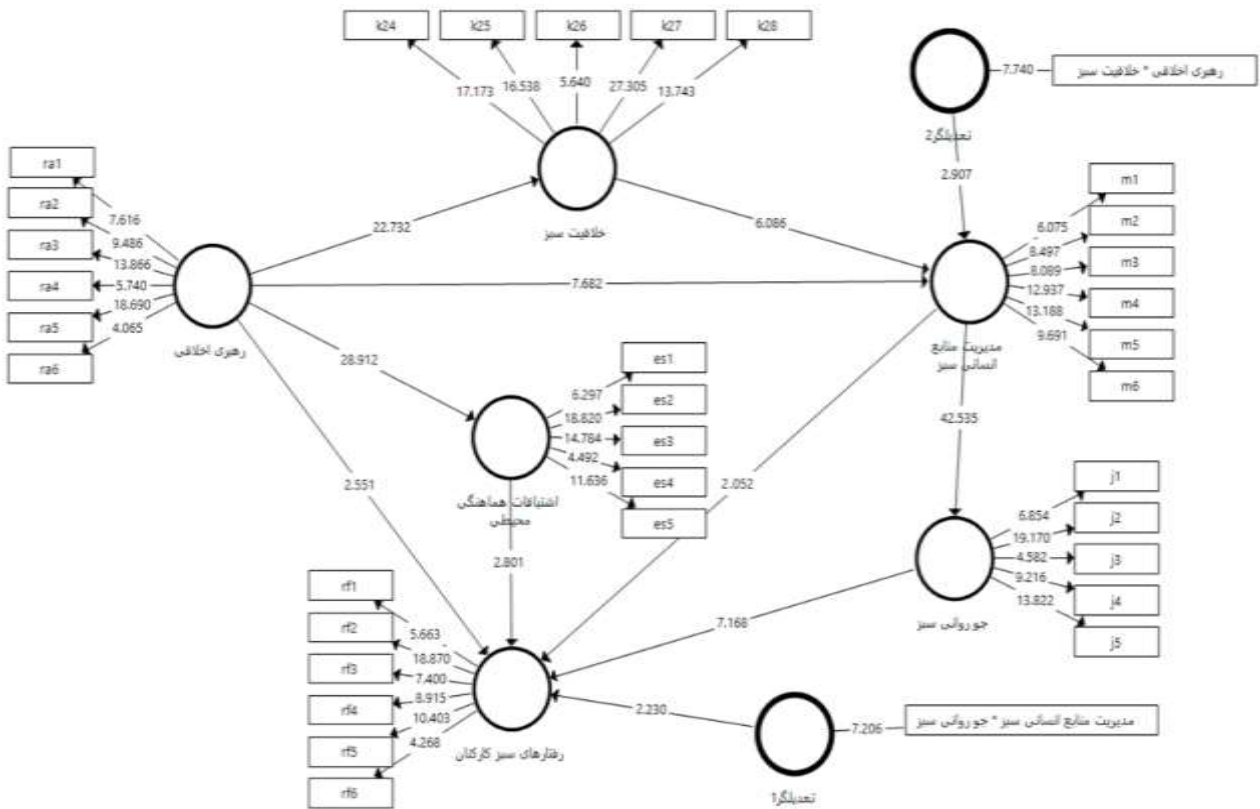 k24
k25
k26
k27
k28
17.173
16.538
5.640
27.305
13.743
7.740
رهبری اخلاقی * خلاقیت سبز
تعدیلگر2
2.907
ra1
ra2
ra3
ra4
ra5
ra6
7.616
9.486
13.866
5.740
18.690
4.065
رهبری اخلاقی
22.732
خلاقیت سبز
6.086
7.682
m1
m2
m3
m4
m5
m6
6.075
8.497
8.089
12.937
13.188
9.691
مدیریت منابع
انسانی سبز
28.912
es1
es2
es3
es4
es5
6.297
18.820
14.784
4.492
11.636
اشتیاقات هماهنگی
محیطی
2.551
2.801
2.052
42.535
j1
j2
j3
j4
j5
6.854
19.170
4.582
9.216
13.822
جو روانی سبز
7.168
rf1
rf2
rf3
rf4
rf5
rf6
5.663
18.870
7.400
8.915
10.403
4.268
رفتارهای سبز کارکنان
2.230
7.206
مدیریت منابع انسانی سبز * جو روانی سبز
تعدیلگر1